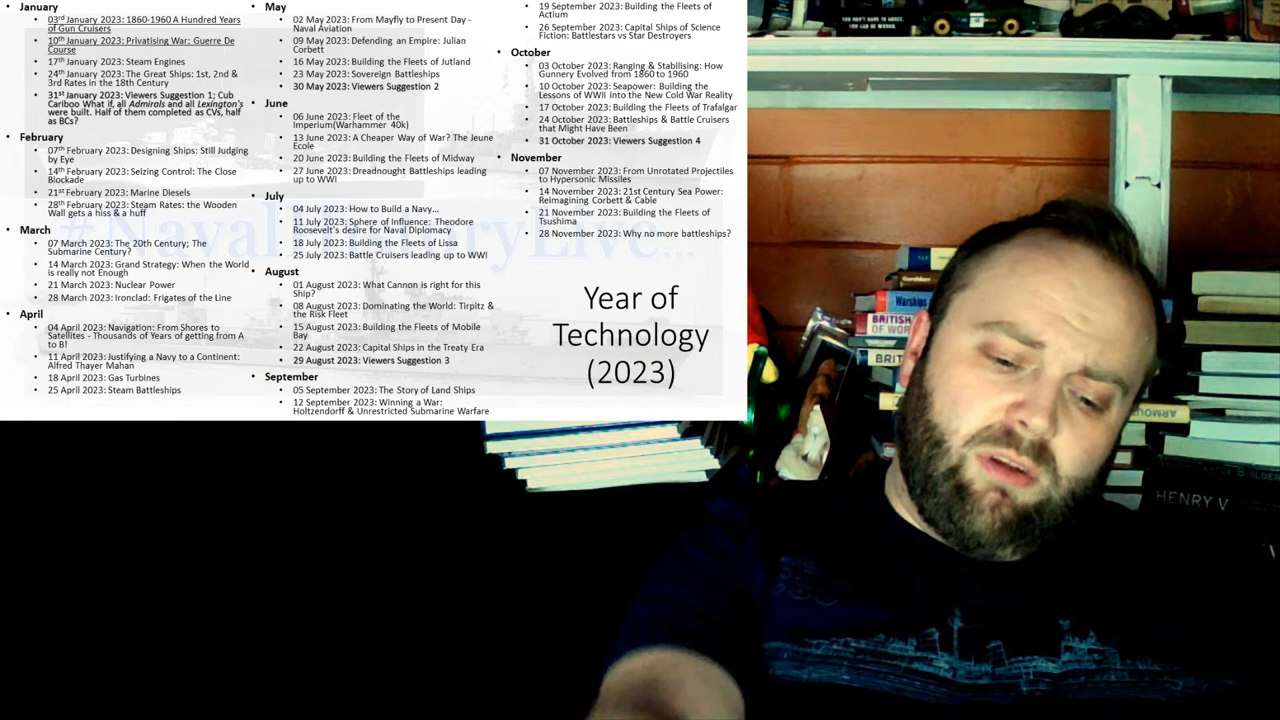 January
03rd January 2023: 1860-1960 A Hundred Years
of Gun Cruisers
10th January 2023: Privatising War: Guerre De
Course
17th January 2023: Steam Engines
24th January 2023: The Great Ships: 1st, 2nd &
3rd Rates in the 18th Century
31st January 2023: Viewers Suggestion 1; Cub
Cariboo What if, all Admirals and all Lexington's
were built. Half of them completed as CVs, half
as BCs?
February
07th February 2023: Designing Ships: Still Judging
by Eye
14th February 2023: Seizing Control: The Close
Blockade
21st February 2023: Marine Diesels
28th February 2023: Steam Rates: the Wooden
Wall gets a hiss & a huff
March
07 March 2023: The 20th Century; The
Submarine Century?
14 March 2023: Grand Strategy: When the World
is really not Enough
21 March 2023: Nuclear Power
28 March 2023: Ironclad: Frigates of the Line
April
04 April 2023: Navigation: From Shores to
Satellites - Thousands of Years of getting from A
to B!
11 April 2023: Justifying a Navy to a Continent:
Alfred Thayer Mahan
18 April 2023: Gas Turbines
25 April 2023: Steam Battleships
May
02 May 2023: From Mayfly to Present Day -
Naval Aviation
09 May 2023: Defending an Empire: Julian
Corbett
16 May 2023: Building the Fleets of Jutland
23 May 2023: Sovereign Battleships
30 May 2023: Viewers Suggestion 2
June
06 June 2023: Fleet of the
Imperium(Warhammer 40k)
13 June 2023: A Cheaper Way of War? The Jeune
Ecole
20 June 2023: Building the Fleets of Midway
27 June 2023: Dreadnought Battleships leading
up to WWI
July
04 July 2023: How to Build a Navy...
11 July 2023: Sphere of Influence: Theodore
Roosevelt's desire for Naval Diplomacy
18 July 2023: Building the Fleets of Lissa
25 July 2023: Battle Cruisers leading up to WWI
August
01 August 2023: What Cannon is right for this
Ship?
08 August 2023: Dominating the World: Tirpitz &
the Risk Fleet
15 August 2023: Building the Fleets of Mobile
Bay
22 August 2023: Capital Ships in the Treaty Era
29 August 2023: Viewers Suggestion 3
September
05 September 2023: The Story of Land Ships
12 September 2023: Winning a War:
Holtzendorff & Unrestricted Submarine Warfare
19 September 2023: Building the Fleets of
Actium
26 September 2023: Capital Ships of Science
Fiction: Battlestars vs Star Destroyers
October
03 October 2023: Ranging & Stabilising: How
Gunnery Evolved from 1860 to 1960
10 October 2023: Seapower: Building the
Lessons of WWII into the New Cold War Reality
17 October 2023: Building the Fleets of Trafalgar
24 October 2023: Battleships & Battle Cruisers
that Might Have Been
31 October 2023: Viewers Suggestion 4
November
07 November 2023: From Unrotated Projectiles
to Hypersonic Missiles
14 November 2023: 21st Century Sea Power:
Reimagining Corbett & Cable
21 November 2023: Building the Fleets of
Tsushima
28 November 2023: Why no more battleships?
Year of
Technology
(2023)
Warships
BRITISH
OF WOR
BRIT
ARMOUR
HENRY V